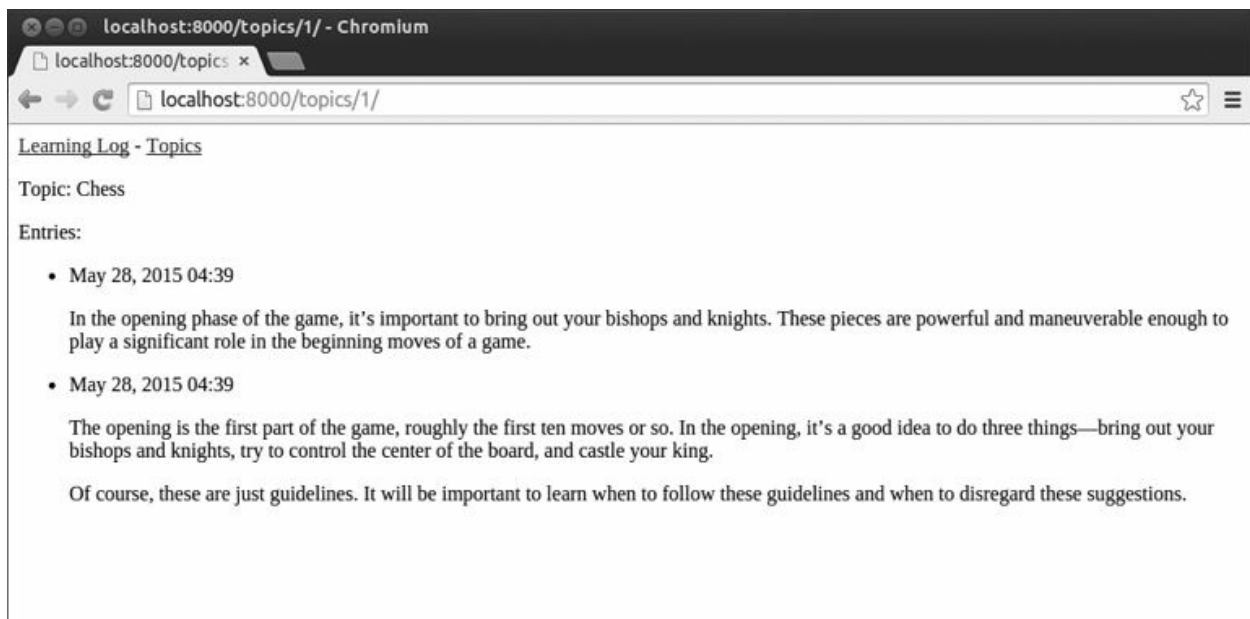 localhost:8000/topics/1/ - Chromium
localhost:8000/topics
localhost:8000/topics/1/
Learning Log - Topics
Topic: Chess
Entries:
• May 28, 2015 04:39
In the opening phase of the game, it’s important to bring out your bishops and knights. These pieces are powerful and maneuverable enough to
play a significant role in the beginning moves of a game.
• May 28, 2015 04:39
The opening is the first part of the game, roughly the first ten moves or so. In the opening, it’s a good idea to do three things—bring out your
bishops and knights, try to control the center of the board, and castle your king.
Of course, these are just guidelines. It will be important to learn when to follow these guidelines and when to disregard these suggestions.